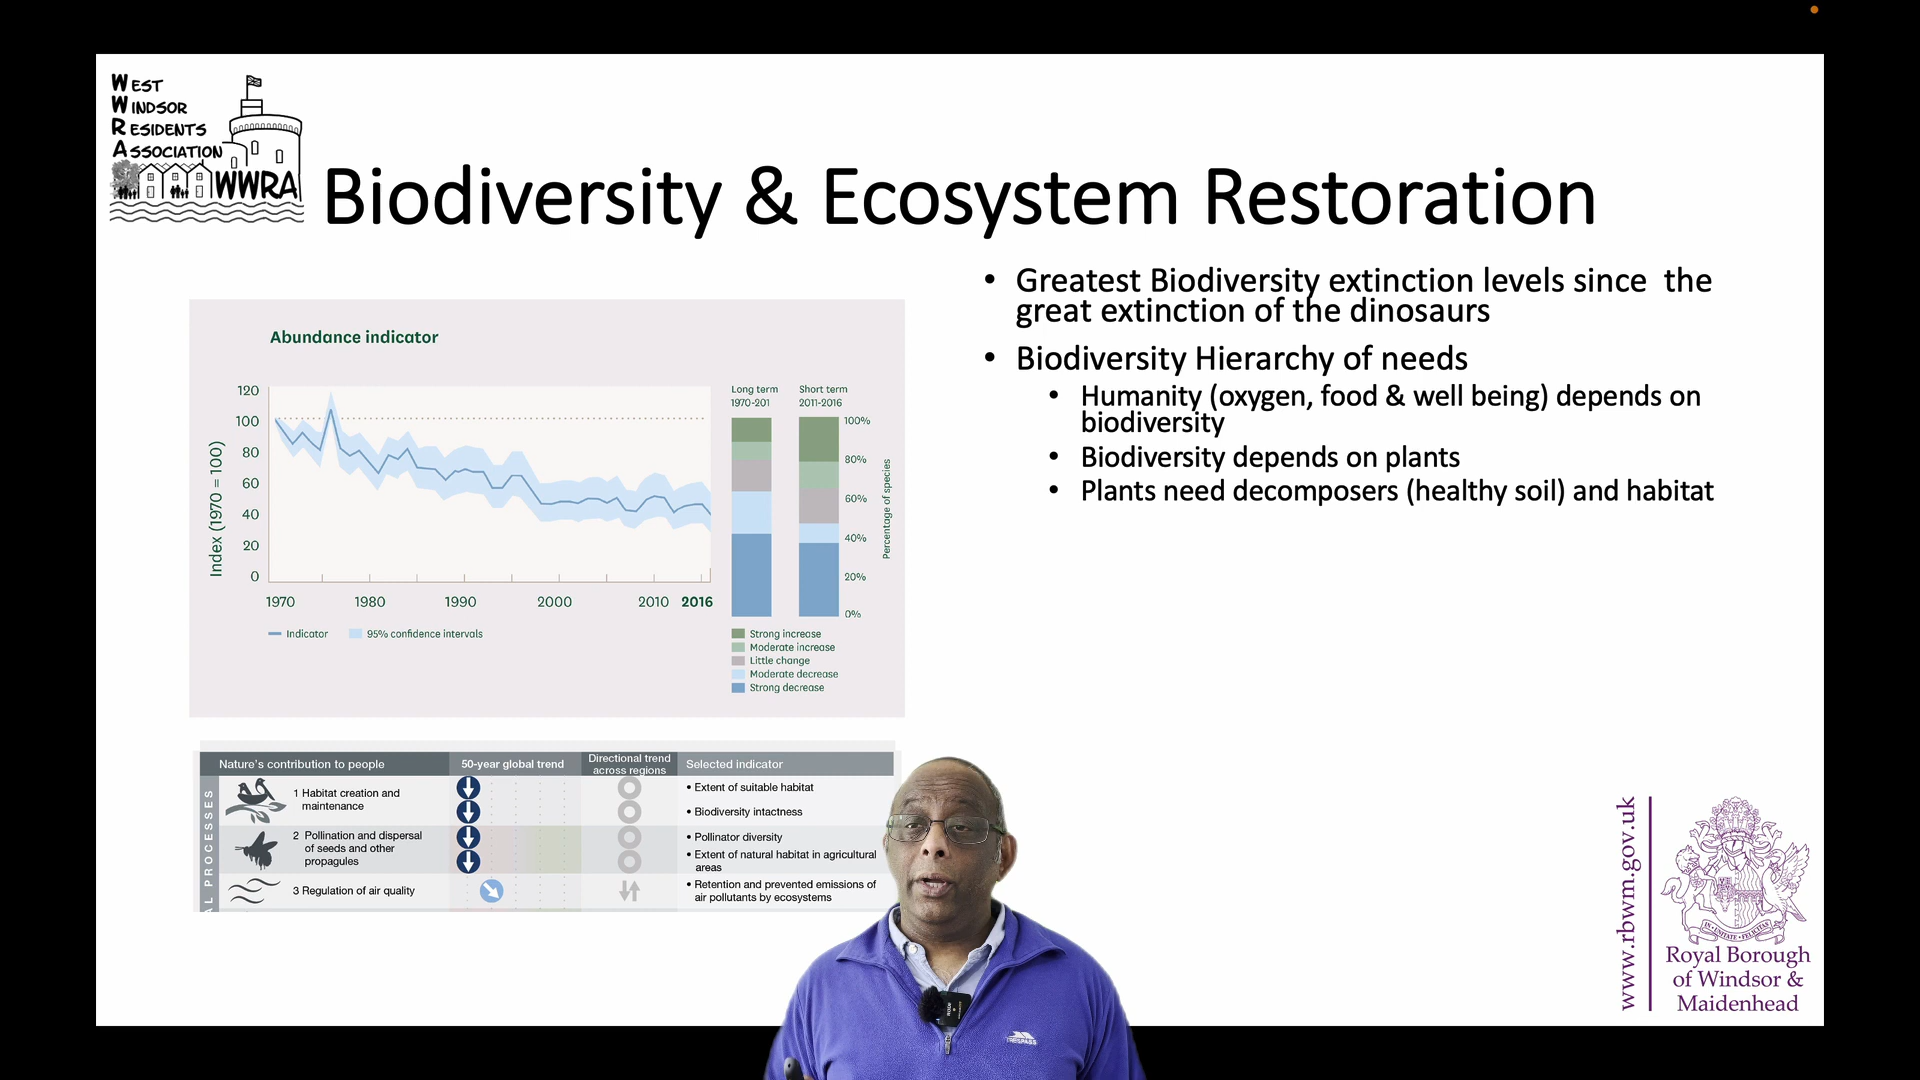 WEST
WINDSOR
RESIDENTS
ASSOCIATION
WWRA
Biodiversity & Ecosystem Restoration
• Greatest Biodiversity extinction levels since the
great extinction of the dinosaurs
• Biodiversity Hierarchy of needs
• Humanity (oxygen, food & well being) depends on
biodiversity
• Biodiversity depends on plants
• Plants need decomposers (healthy soil) and habitat
Abundance indicator
Index (1970 = 100)
120
100
80
60
40
20
0
1970 1980 1990 2000 2010 2016
Indicator 95% confidence intervals
Long term
1970-201
Short term
2011-2016
100%
80%
60%
40%
20%
0%
Percentage of species
Strong increase
Moderate increase
Little change
Moderate decrease
Strong decrease
Nature's contribution to people
50-year global trend
Directional trend
across regions
Selected indicator
AL PROCESSES
1 Habitat creation and
maintenance
• Extent of suitable habitat
• Biodiversity intactness
2 Pollination and dispersal
of seeds and other
propagules
• Pollinator diversity
• Extent of natural habitat in agricultural
areas
3 Regulation of air quality
• Retention and prevented emissions of
air pollutants by ecosystems
TRESPASS
www.rbwm.gov.uk
Royal Borough
of Windsor &
Maidenhead